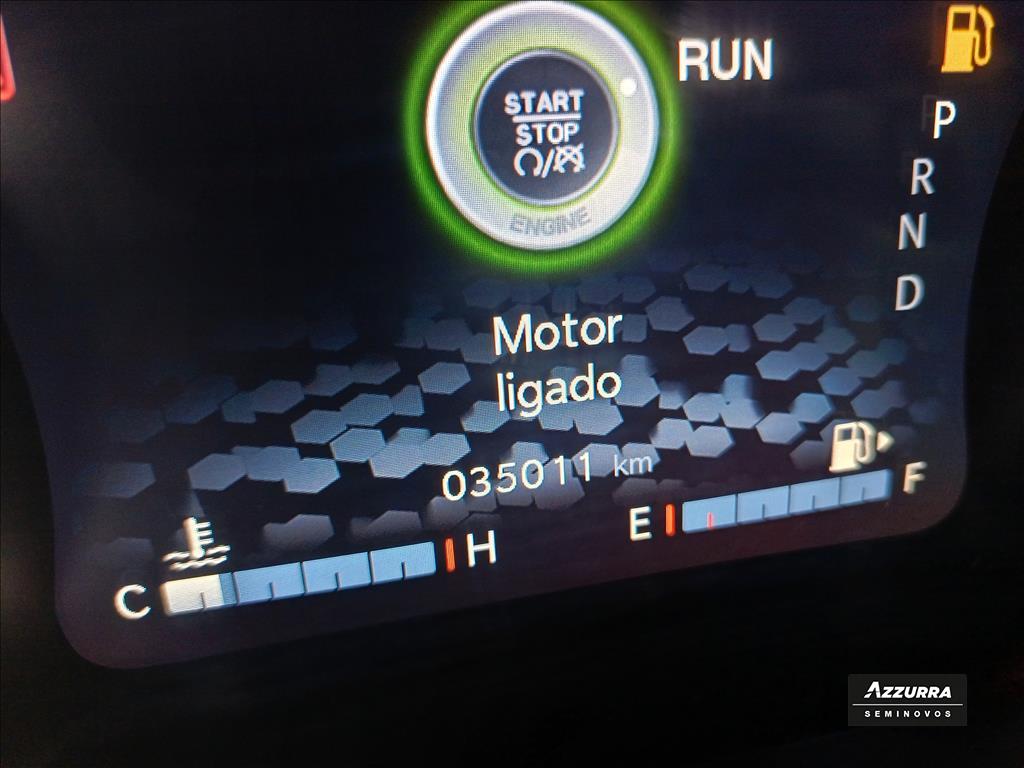 RUN
START
STOP
ENGINE
P
R
N
D
Motor
ligado
035011 km
C H
E F
AZZURRA
SEMINOVOS